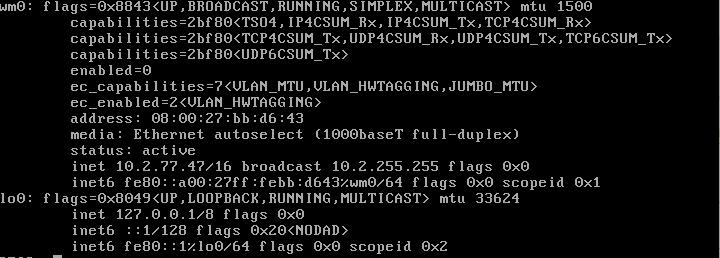 wm0: flags=0x8843<UP,BROADCAST,RUNNING,SIMPLEX,MULTICAST> mtu 1500
capabilities=2bf80<TSO4,IP4CSUM_Rx,IP4CSUM_Tx,TCP4CSUM_Rx>
capabilities=2bf80<TCP4CSUM_Tx,UDP4CSUM_Rx,UDP4CSUM_Tx,TCP6CSUM_Tx>
capabilities=2bf80<UDP6CSUM_Tx>
enabled=0
ec_capabilities=7<VLAN_MTU,VLAN_HWTAGGING,JUMBO_MTU>
ec_enabled=2<VLAN_HWTAGGING>
address: 08:00:27:bb:d6:43
media: Ethernet autoselect (1000baseT full-duplex)
status: active
inet 10.2.77.47/16 broadcast 10.2.255.255 flags 0x0
inet6 fe80::a00:27ff:febb:d643%wm0/64 flags 0x0 scopeid 0x1
lo0: flags=0x8049<UP,LOOPBACK,RUNNING,MULTICAST> mtu 33624
inet 127.0.0.1/8 flags 0x0
inet6 ::1/128 flags 0x20<NODAD>
inet6 fe80::1%lo0/64 flags 0x0 scopeid 0x2